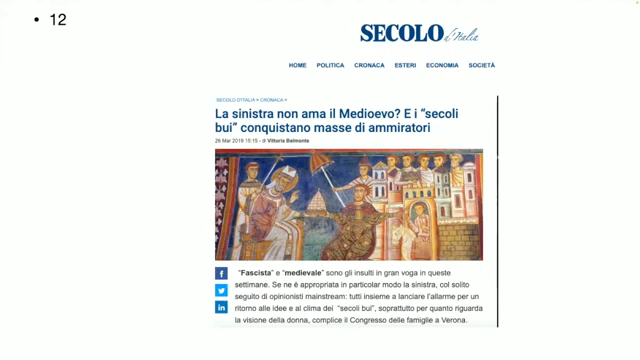 • 12
SECOLO d'Italia
HOME POLITICA CRONACA ESTERI ECONOMIA SOCIETÀ
SECOLO D'ITALIA > CRONACA >
La sinistra non ama il Medioevo? E i “secoli
bui” conquistano masse di ammiratori
26 Mar 2019 15:15 - di Vittoria Belmonte
“Fascista” e “medievale” sono gli insulti in gran voga in queste
settimane. Se ne è appropriata in particolar modo la sinistra, col solito
seguito di opinionisti mainstream: tutti insieme a lanciare l'allarme per un
ritorno alle idee e al clima dei “secoli bui”, soprattutto per quanto riguarda
la visione della donna, complice il Congresso delle famiglie a Verona.